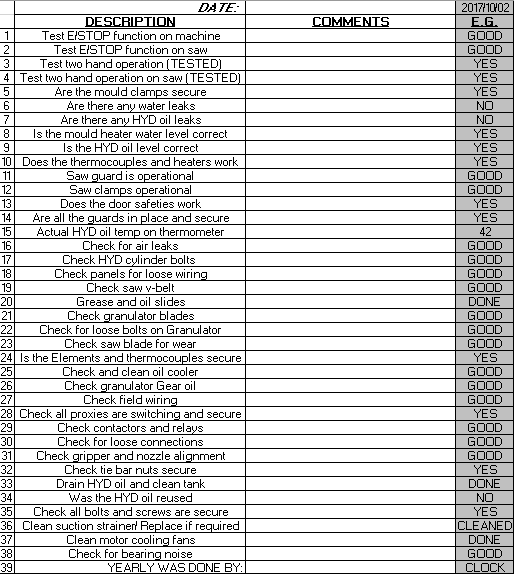 DATE: 2017/10/02
DESCRIPTION COMMENTS E.G.
1 Test E/STOP function on machine GOOD
2 Test E/STOP function on saw GOOD
3 Test two hand operation (TESTED) YES
4 Test two hand operation on saw (TESTED) YES
5 Are the mould clamps secure YES
6 Are there any water leaks NO
7 Are there any HYD oil leaks NO
8 Is the mould heater water level correct YES
9 Is the HYD oil level correct YES
10 Does the thermocouples and heaters work YES
11 Saw guard is operational GOOD
12 Saw clamps operational GOOD
13 Does the door safeties work YES
14 Are all the guards in place and secure YES
15 Actual HYD oil temp on thermometer 42
16 Check for air leaks GOOD
17 Check HYD cylinder bolts GOOD
18 Check panels for loose wiring GOOD
19 Check saw v-belt GOOD
20 Grease and oil slides DONE
21 Check granulator blades GOOD
22 Check for loose bolts on Granulator GOOD
23 Check saw blade for wear GOOD
24 Is the Elements and thermocouples secure YES
25 Check and clean oil cooler GOOD
26 Check granulator Gear oil GOOD
27 Check field wiring GOOD
28 Check all proxies are switching and secure YES
29 Check contactors and relays GOOD
30 Check for loose connections GOOD
31 Check gripper and nozzle alignment GOOD
32 Check tie bar nuts secure YES
33 Drain HYD oil and clean tank DONE
34 Was the HYD oil reused NO
35 Check all bolts and screws are secure YES
36 Clean suction strainer/ Replace if required CLEANED
37 Clean motor cooling fans DONE
38 Check for bearing noise GOOD
39 YEARLY WAS DONE BY: CLOCK